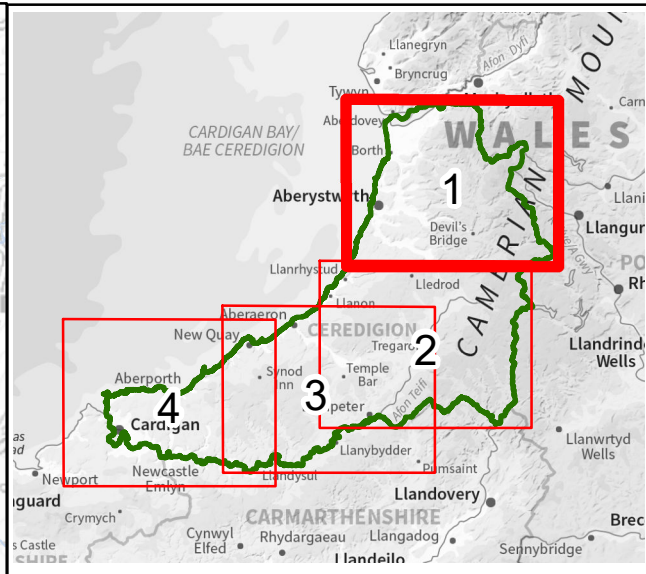 Llanegryn
Afon Dyfi
Bryncrug
MOU
Tywyn
Aberdovey
WALES
CARDIGAN BAY/
BAE CEREDIGION
Borth
1
Aberystwyth
Devil's
Bridge
CAMBRIAN
Llanrhystud
Lledrod
Llanon
Aberaeron
CEREDIGION
New Quay
Tregaron
2
Llandrind
Wells
Synod
Inn
Temple
Bar
3
Aberporth
4
Cardigan
Afon Teifi
Llanybydder
Llanwrtyd
Wells
Newcastle
Emlyn
Llandysul
Pumsaint
Newport
Llandovery
Crymych
CARMARTHENSHIRE
Brec
Cynwyl
Elfed
Rhydargaeau
Llangadog
Sennybridge
s Castle
SHIRE
Llandeilo
Llangur
PO
Rh
Llani